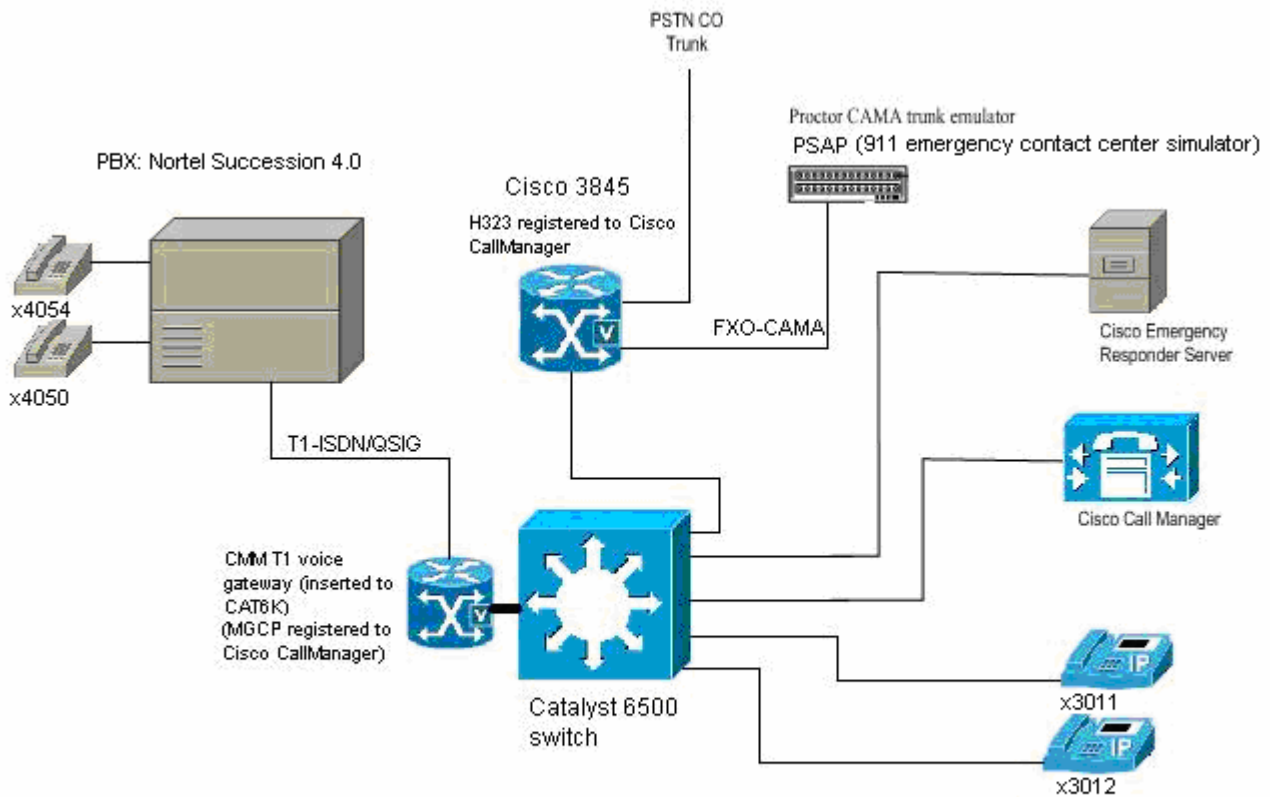 PSTN CO
Trunk
Proctor CAMA trunk emulator
PSAP (911 emergency contact center simulator)
PBX: Nortel Succession 4.0
Cisco 3845
H323 registered to Cisco
CallManager
x4054
x4050
V
FXO-CAMA
Cisco Emergency
Responder Server
T1-ISDN/QSIG
Cisco Call Manager
CMM T1 voice
gateway (inserted to
CAT6K)
(MGCP registered to
Cisco CallManager)
V
Catalyst 6500
switch
IP
x3011
IP
x3012